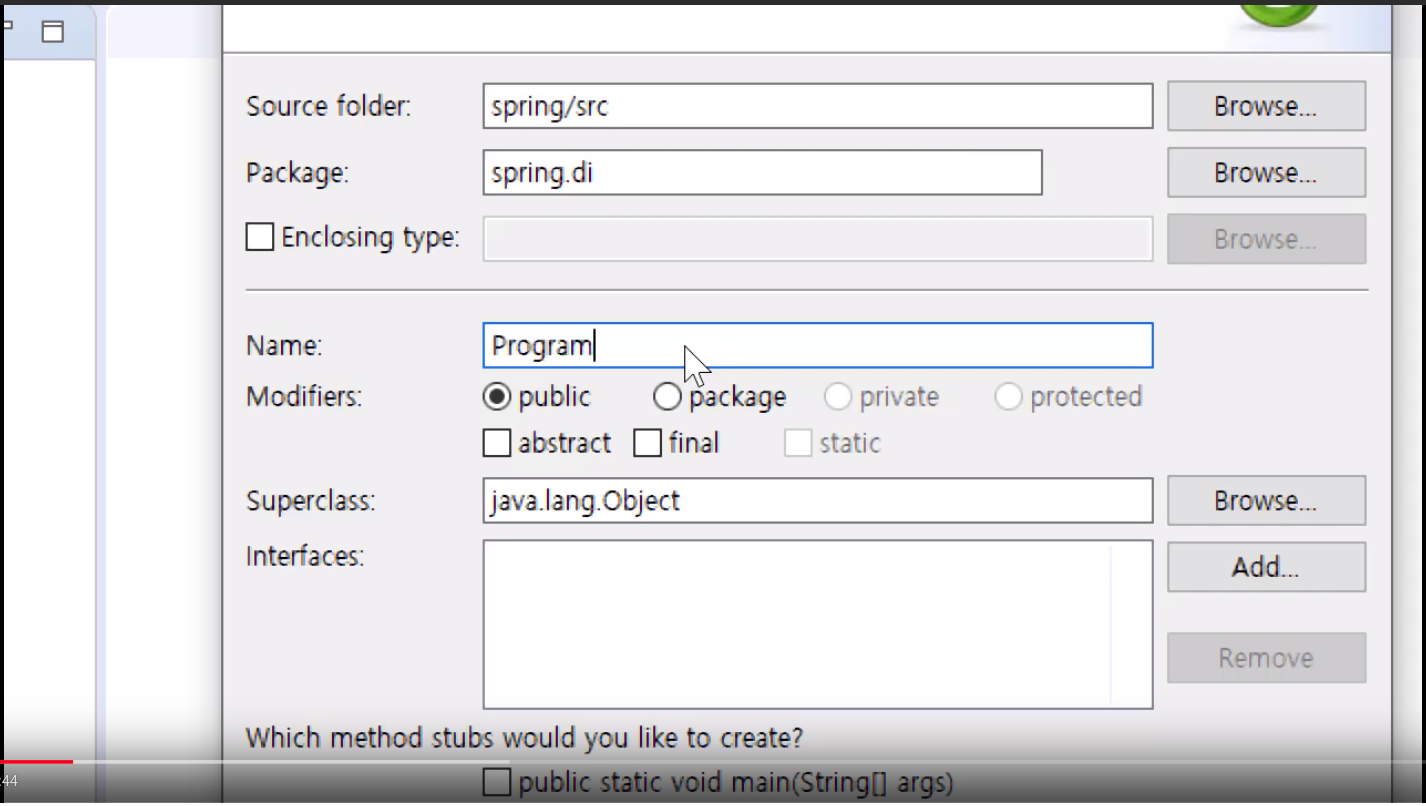 Source folder: spring/src Browse...
Package: spring.di Browse...
Enclosing type: Browse...
Name: Program
Modifiers: public package private protected
abstract final static
Superclass: java.lang.Object Browse...
Interfaces: Add...
Remove
Which method stubs would you like to create?
:44
public static void main(String[] args)